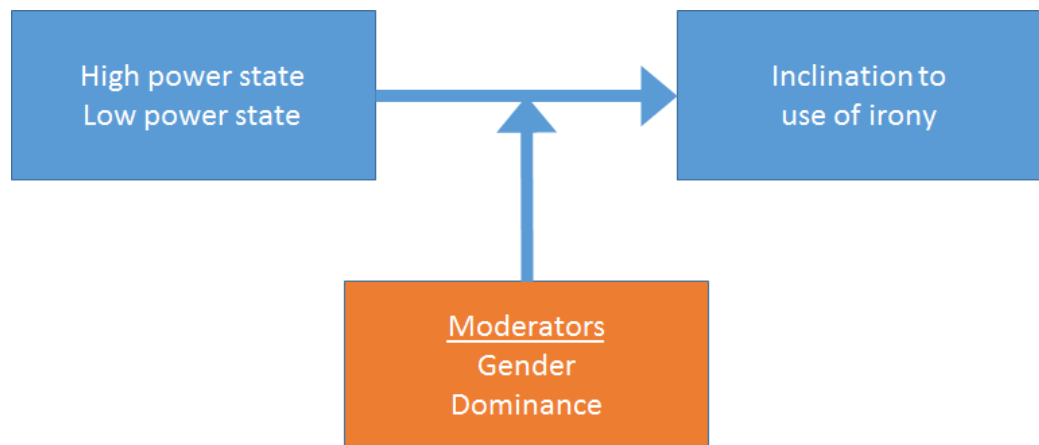 High power state
Low power state
Inclination to
use of irony
Moderators
Gender
Dominance